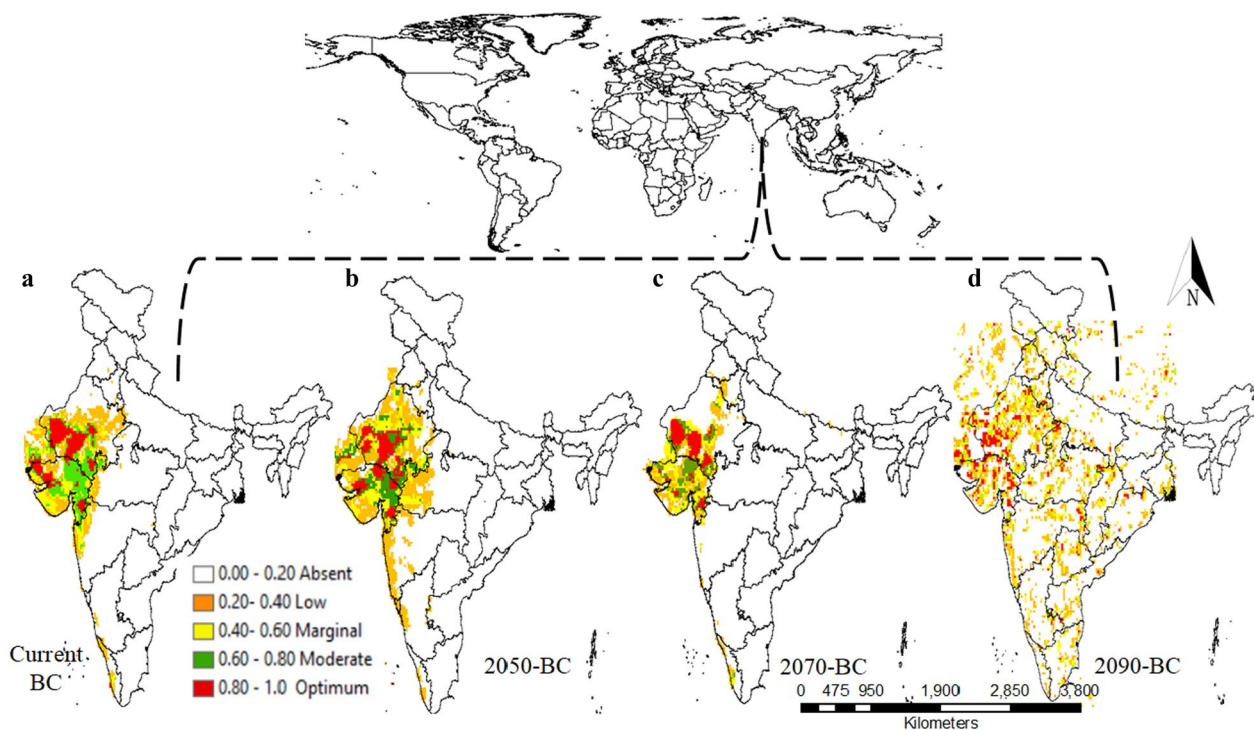 a
b
c
d
N
0.00 - 0.20 Absent
0.20- 0.40 Low
0.40- 0.60 Marginal
0.60 - 0.80 Moderate
0.80 - 1.0 Optimum
Current
BC
2050-BC
2070-BC
2090-BC
0 475 950 1,900 2,850 3,800
Kilometers